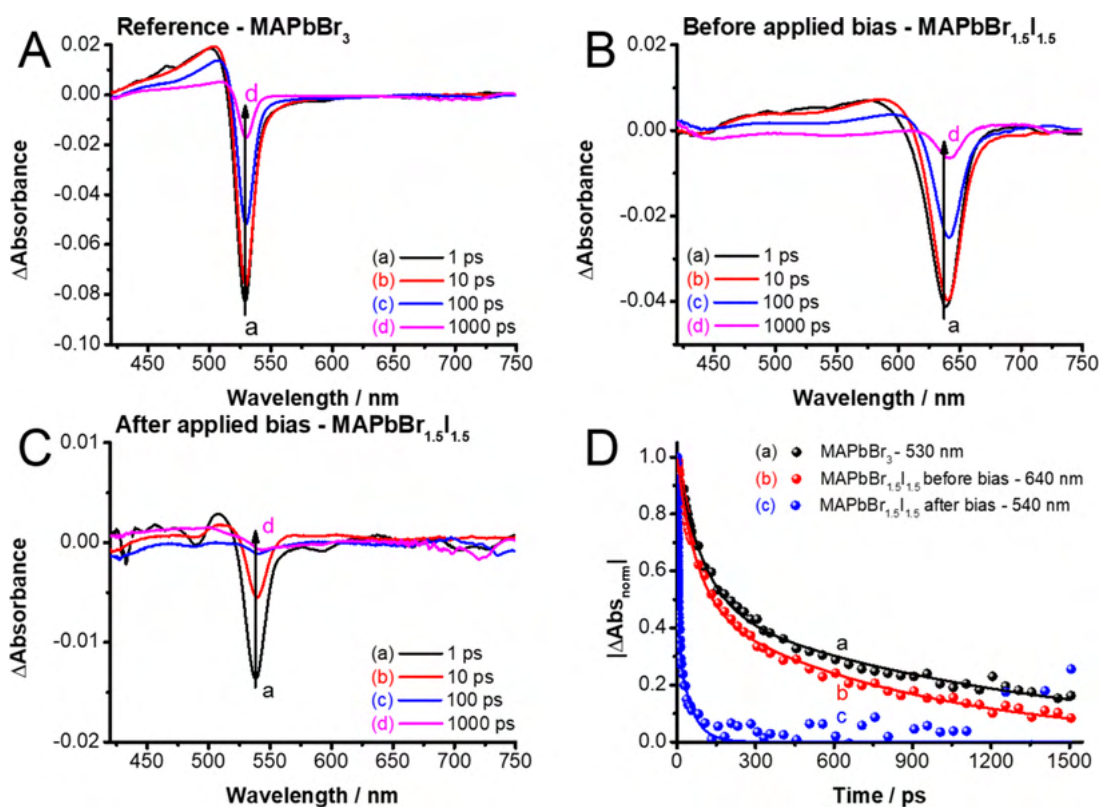 A
Reference - MAPbBr₃
0.02
0.00
-0.02
-0.04
-0.06
-0.08
-0.10
ΔAbsorbance
d
a
(a) 1 ps
(b) 10 ps
(c) 100 ps
(d) 1000 ps
450 500 550 600 650 700 750
Wavelength / nm
B
Before applied bias - MAPbBr₁.₅I₁.₅
0.00
-0.02
-0.04
ΔAbsorbance
d
a
(a) 1 ps
(b) 10 ps
(c) 100 ps
(d) 1000 ps
450 500 550 600 650 700 750
Wavelength / nm
C
After applied bias - MAPbBr₁.₅I₁.₅
0.01
0.00
-0.01
-0.02
ΔAbsorbance
d
a
(a) 1 ps
(b) 10 ps
(c) 100 ps
(d) 1000 ps
450 500 550 600 650 700 750
Wavelength / nm
D
(a) MAPbBr₃ - 530 nm
(b) MAPbBr₁.₅I₁.₅ before bias - 640 nm
(c) MAPbBr₁.₅I₁.₅ after bias - 540 nm
1.0
0.8
0.6
0.4
0.2
0.0
|ΔAbsₙₒᵣₘ|
a
b
c
0 300 600 900 1200 1500
Time / ps